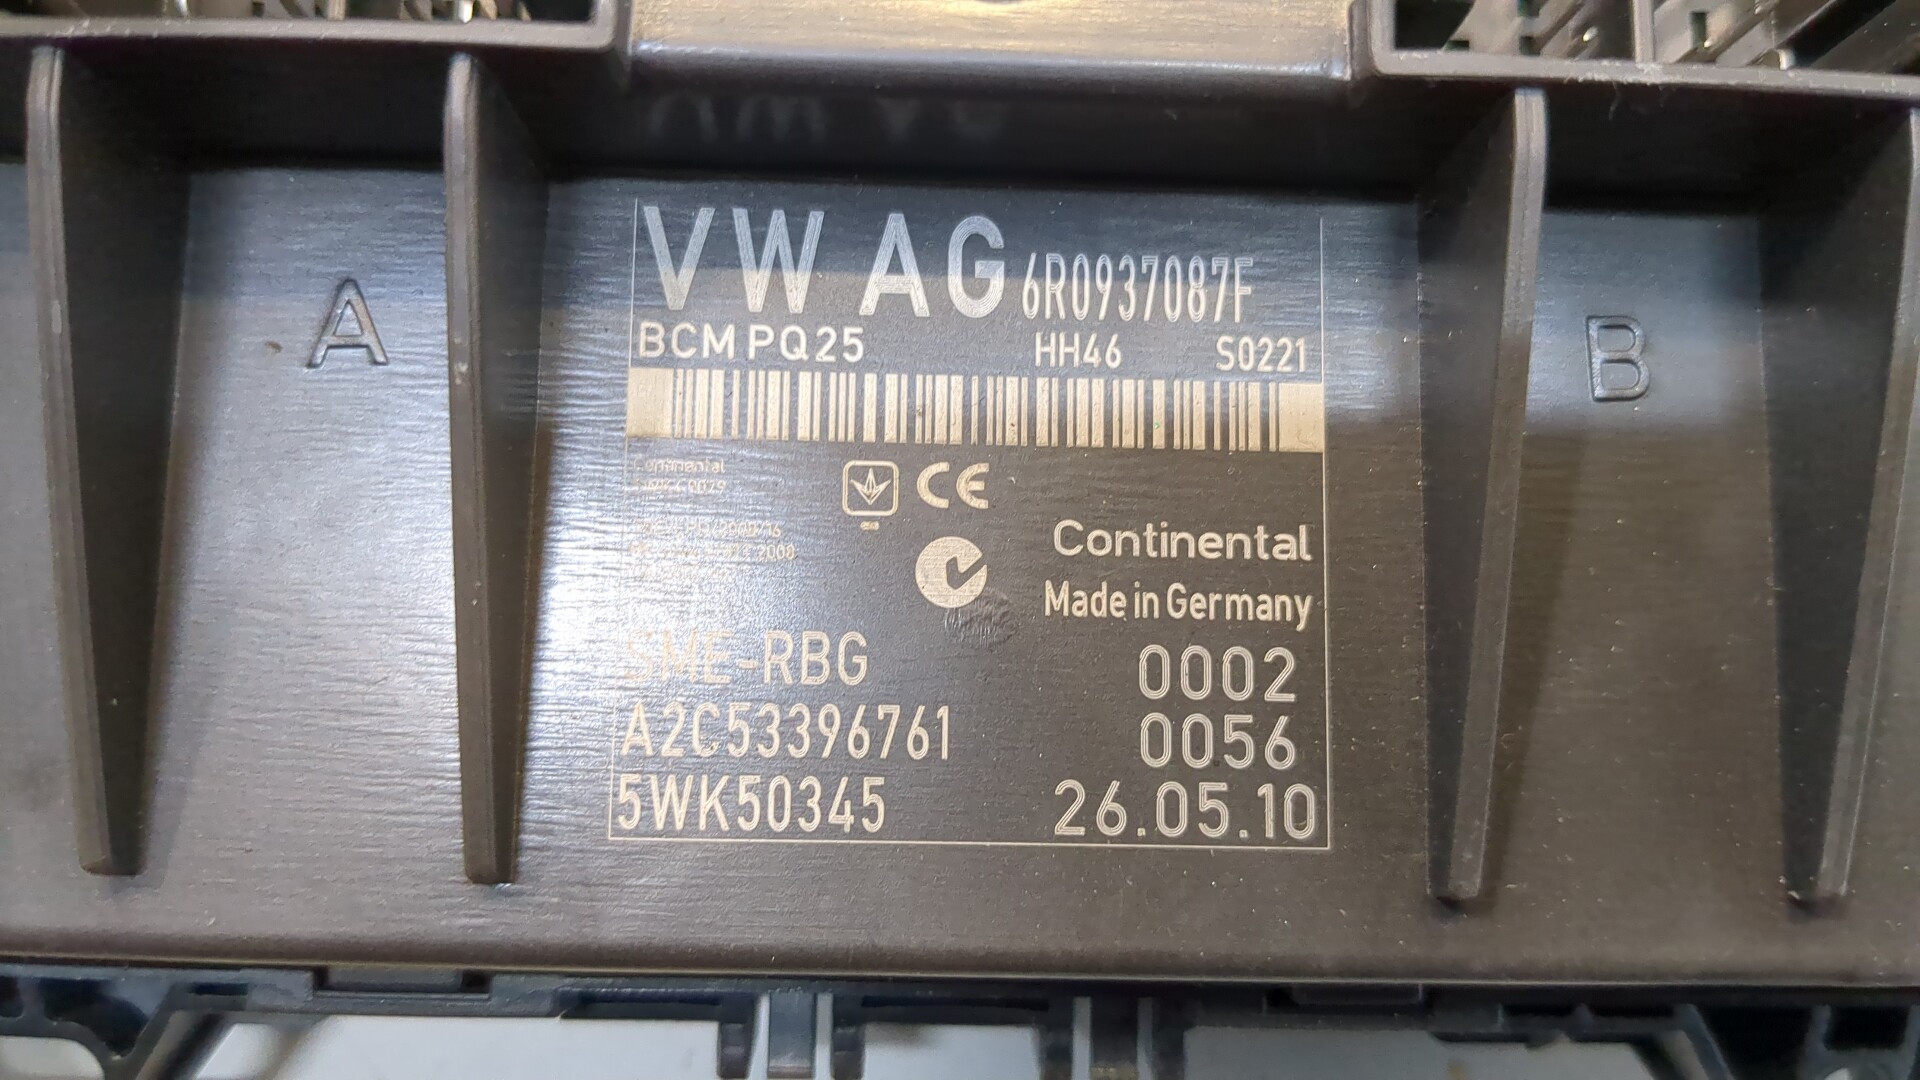 A
VW AG 6R0937087F
BCM PQ25 HH46 S0221
B
Continental
CE
Continental
Made in Germany
SME-RBG 0002
A2C53396761 0056
5WK50345 26.05.10